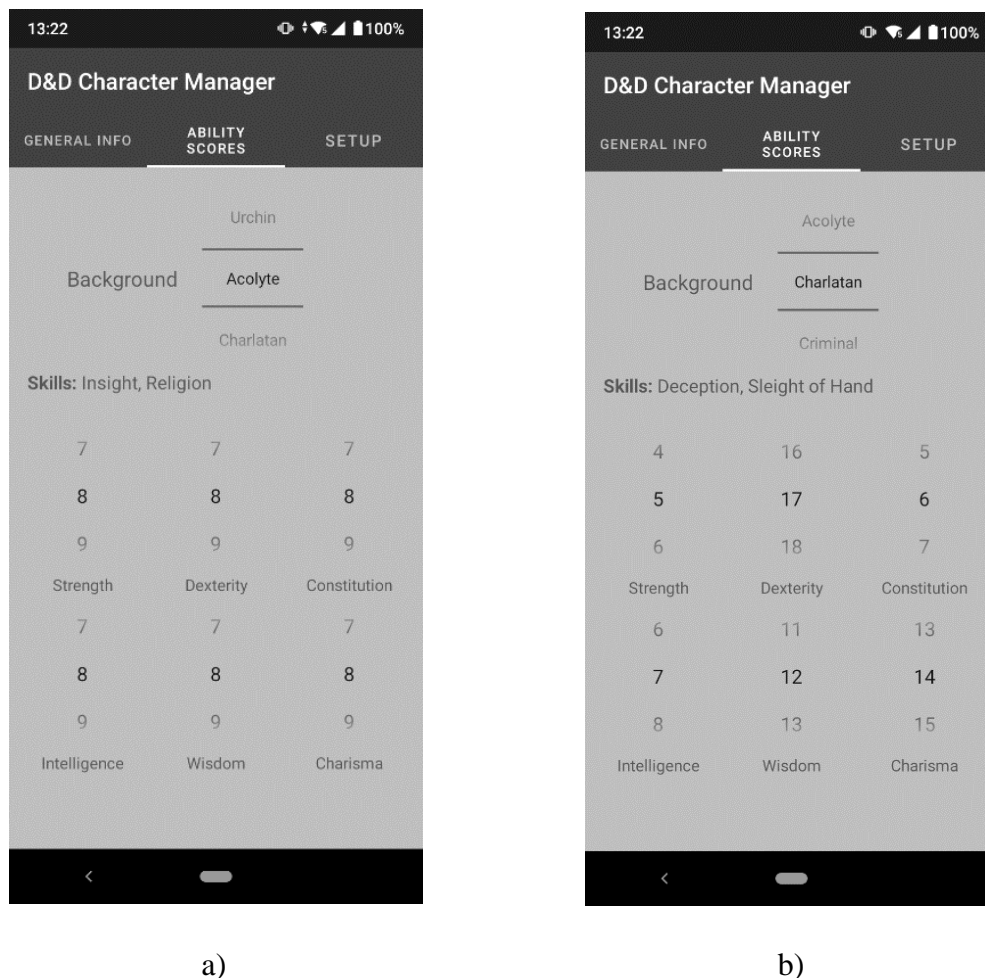 13:22 100%
D&D Character Manager
GENERAL INFO ABILITY SCORES SETUP
Urchin
Background Acolyte
Charlatan
Skills: Insight, Religion
7 7 7
8 8 8
9 9 9
Strength Dexterity Constitution
7 7 7
8 8 8
9 9 9
Intelligence Wisdom Charisma
a)
13:22 100%
D&D Character Manager
GENERAL INFO ABILITY SCORES SETUP
Acolyte
Background Charlatan
Criminal
Skills: Deception, Sleight of Hand
4 16 5
5 17 6
6 18 7
Strength Dexterity Constitution
6 11 13
7 12 14
8 13 15
Intelligence Wisdom Charisma
b)